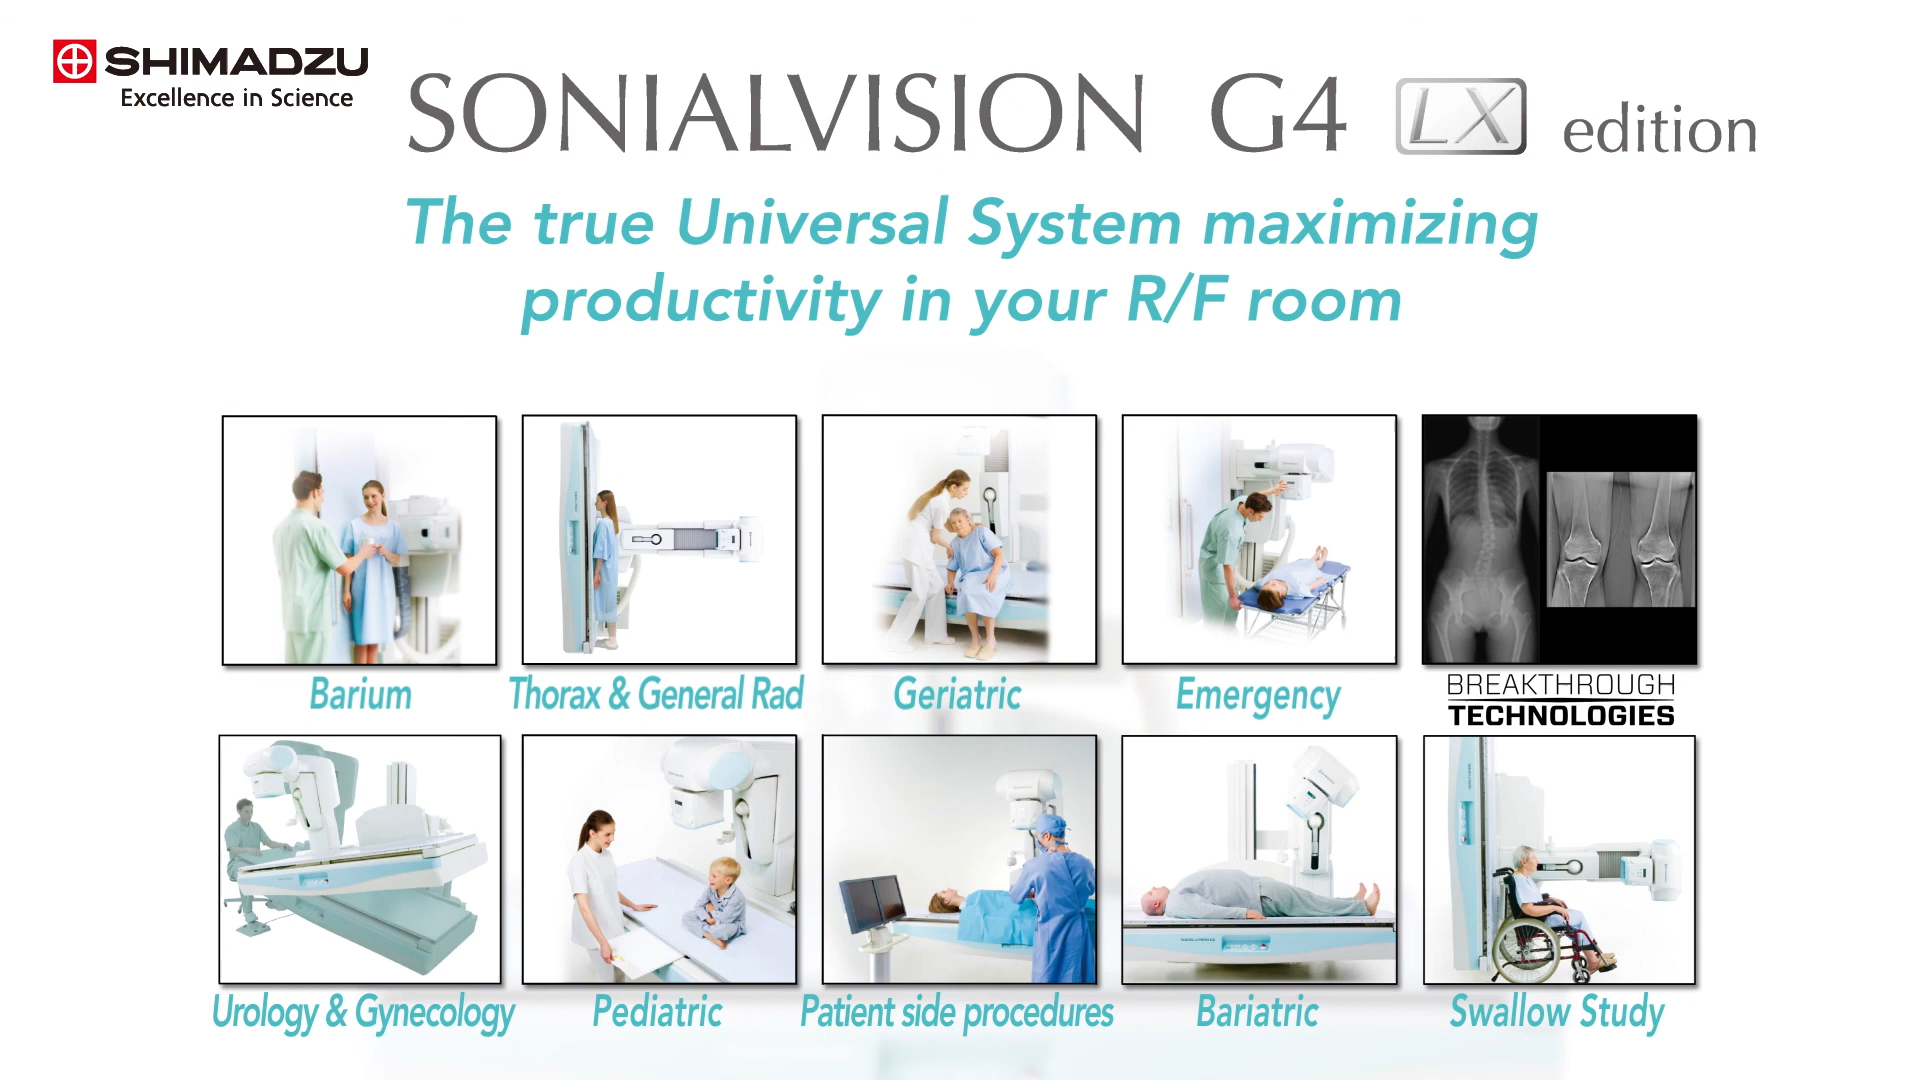 SHIMADZU
Excellence in Science
SONIALVISION G4 LX edition
The true Universal System maximizing
productivity in your R/F room
Barium
Thorax & General Rad
Geriatric
Emergency
BREAKTHROUGH
TECHNOLOGIES
Urology & Gynecology
Pediatric
Patient side procedures
Bariatric
Swallow Study